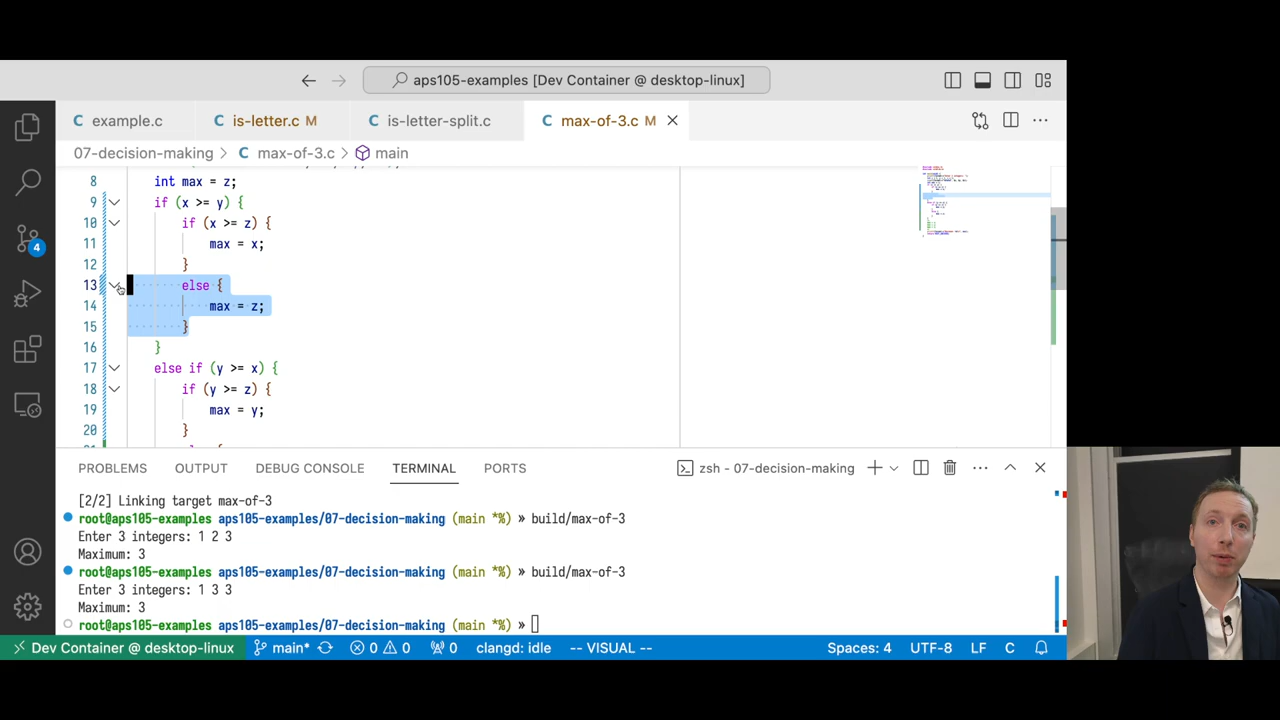 aps105-examples [Dev Container @ desktop-linux]
C example.c C is-letter.c M C is-letter-split.c C max-of-3.c M
07-decision-making > C max-of-3.c > main
8 int max = z;
9 if (x >= y) {
10 if (x >= z) {
11 max = x;
12 }
13 else {
14 max = z;
15 }
16 }
17 else if (y >= x) {
18 if (y >= z) {
19 max = y;
20 }
4
PROBLEMS OUTPUT DEBUG CONSOLE TERMINAL PORTS zsh - 07-decision-making
[2/2] Linking target max-of-3
root@aps105-examples aps105-examples/07-decision-making (main *%) » build/max-of-3
Enter 3 integers: 1 2 3
Maximum: 3
root@aps105-examples aps105-examples/07-decision-making (main *%) » build/max-of-3
Enter 3 integers: 1 3 3
Maximum: 3
root@aps105-examples aps105-examples/07-decision-making (main *%) »
Dev Container @ desktop-linux main* 0 0 0 clangd: idle -- VISUAL -- Spaces: 4 UTF-8 LF C